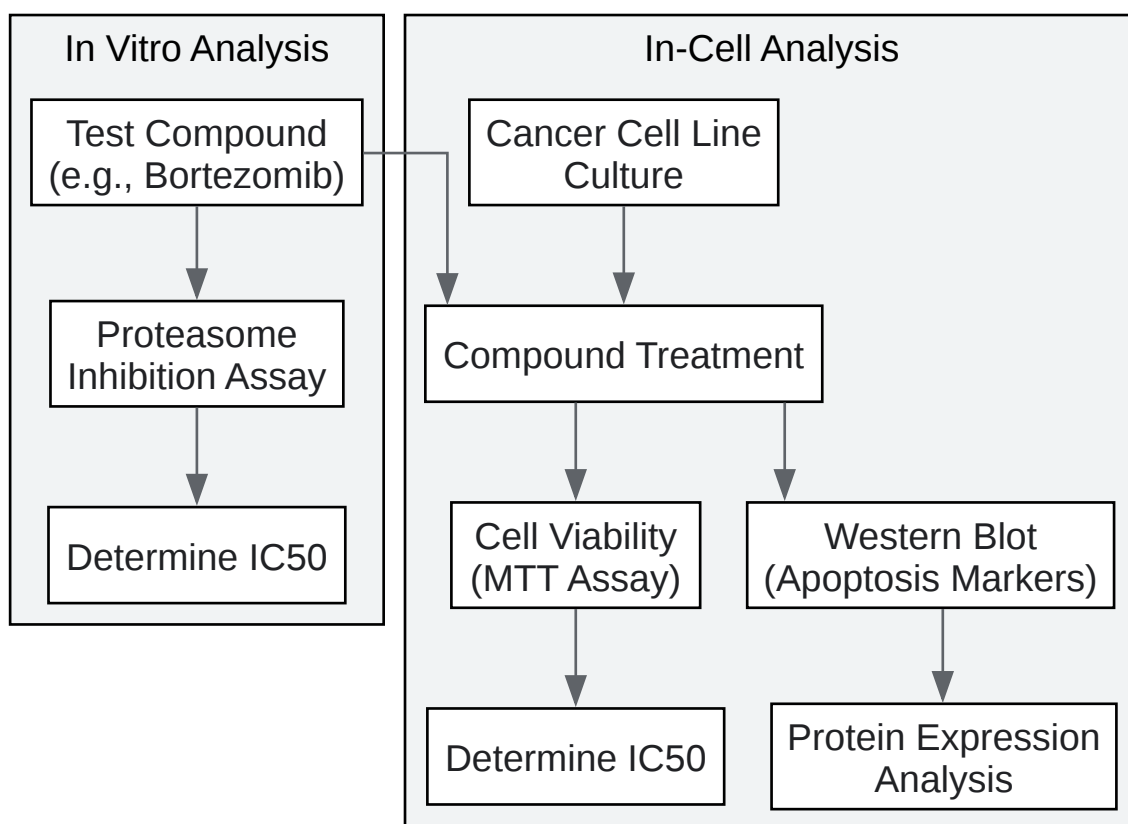 In Vitro Analysis
Test Compound
(e.g., Bortezomib)
Proteasome
Inhibition Assay
Determine IC50
In-Cell Analysis
Cancer Cell Line
Culture
Compound Treatment
Cell Viability
(MTT Assay)
Western Blot
(Apoptosis Markers)
Determine IC50
Protein Expression
Analysis